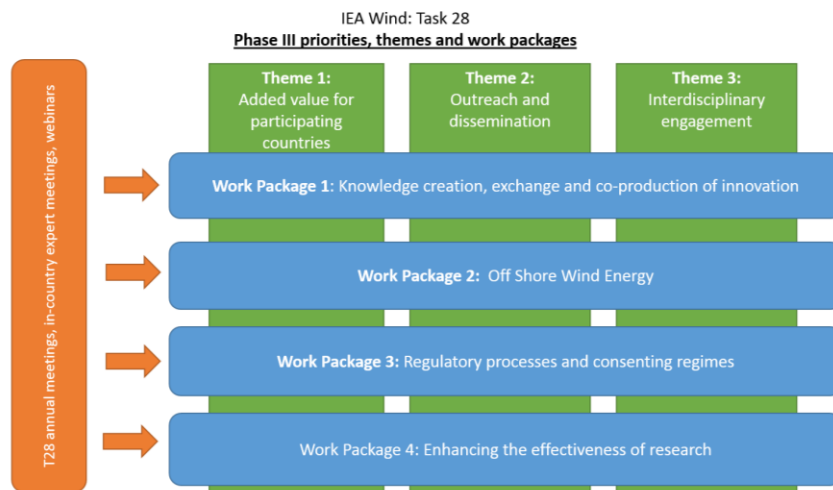 IEA Wind: Task 28
Phase III priorities, themes and work packages
T28 annual meetings, in-country expert meetings, webinars
Theme 1:
Added value for
participating
countries
Theme 2:
Outreach and
dissemination
Theme 3:
Interdisciplinary
engagement
Work Package 1: Knowledge creation, exchange and co-production of innovation
Work Package 2: Off Shore Wind Energy
Work Package 3: Regulatory processes and consenting regimes
Work Package 4: Enhancing the effectiveness of research